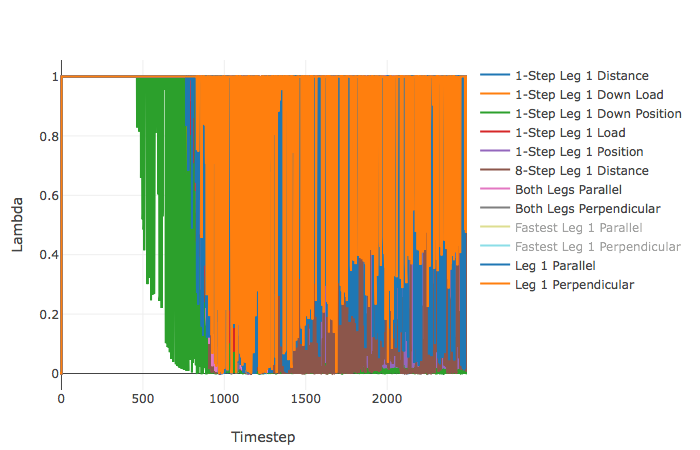 1
0.8
0.6
0.4
0.2
0
Lambda
0 500 1000 1500 2000
Timestep
1-Step Leg 1 Distance
1-Step Leg 1 Down Load
1-Step Leg 1 Down Position
1-Step Leg 1 Load
1-Step Leg 1 Position
8-Step Leg 1 Distance
Both Legs Parallel
Both Legs Perpendicular
Fastest Leg 1 Parallel
Fastest Leg 1 Perpendicular
Leg 1 Parallel
Leg 1 Perpendicular